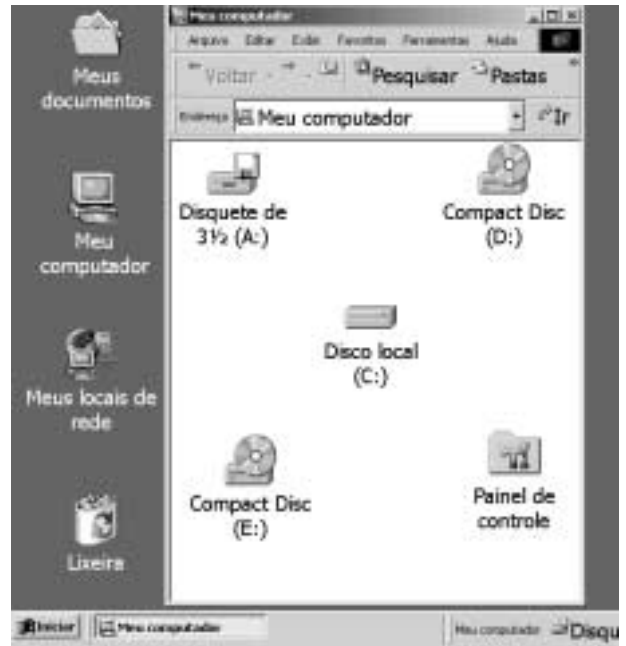 Meu computador
Arquivo Editar Exibir Favoritos Ferramentas Ajuda
Voltar Pesquisar Pastas
Endereço Meu computador Ir
Meus
documentos
Meu
computador
Meus locais de
rede
Lixeira
Disquete de
3½ (A:)
Compact Disc
(D:)
Disco local
(C:)
Compact Disc
(E:)
Painel de
controle
Iniciar Meu computador Meu computador Disqu